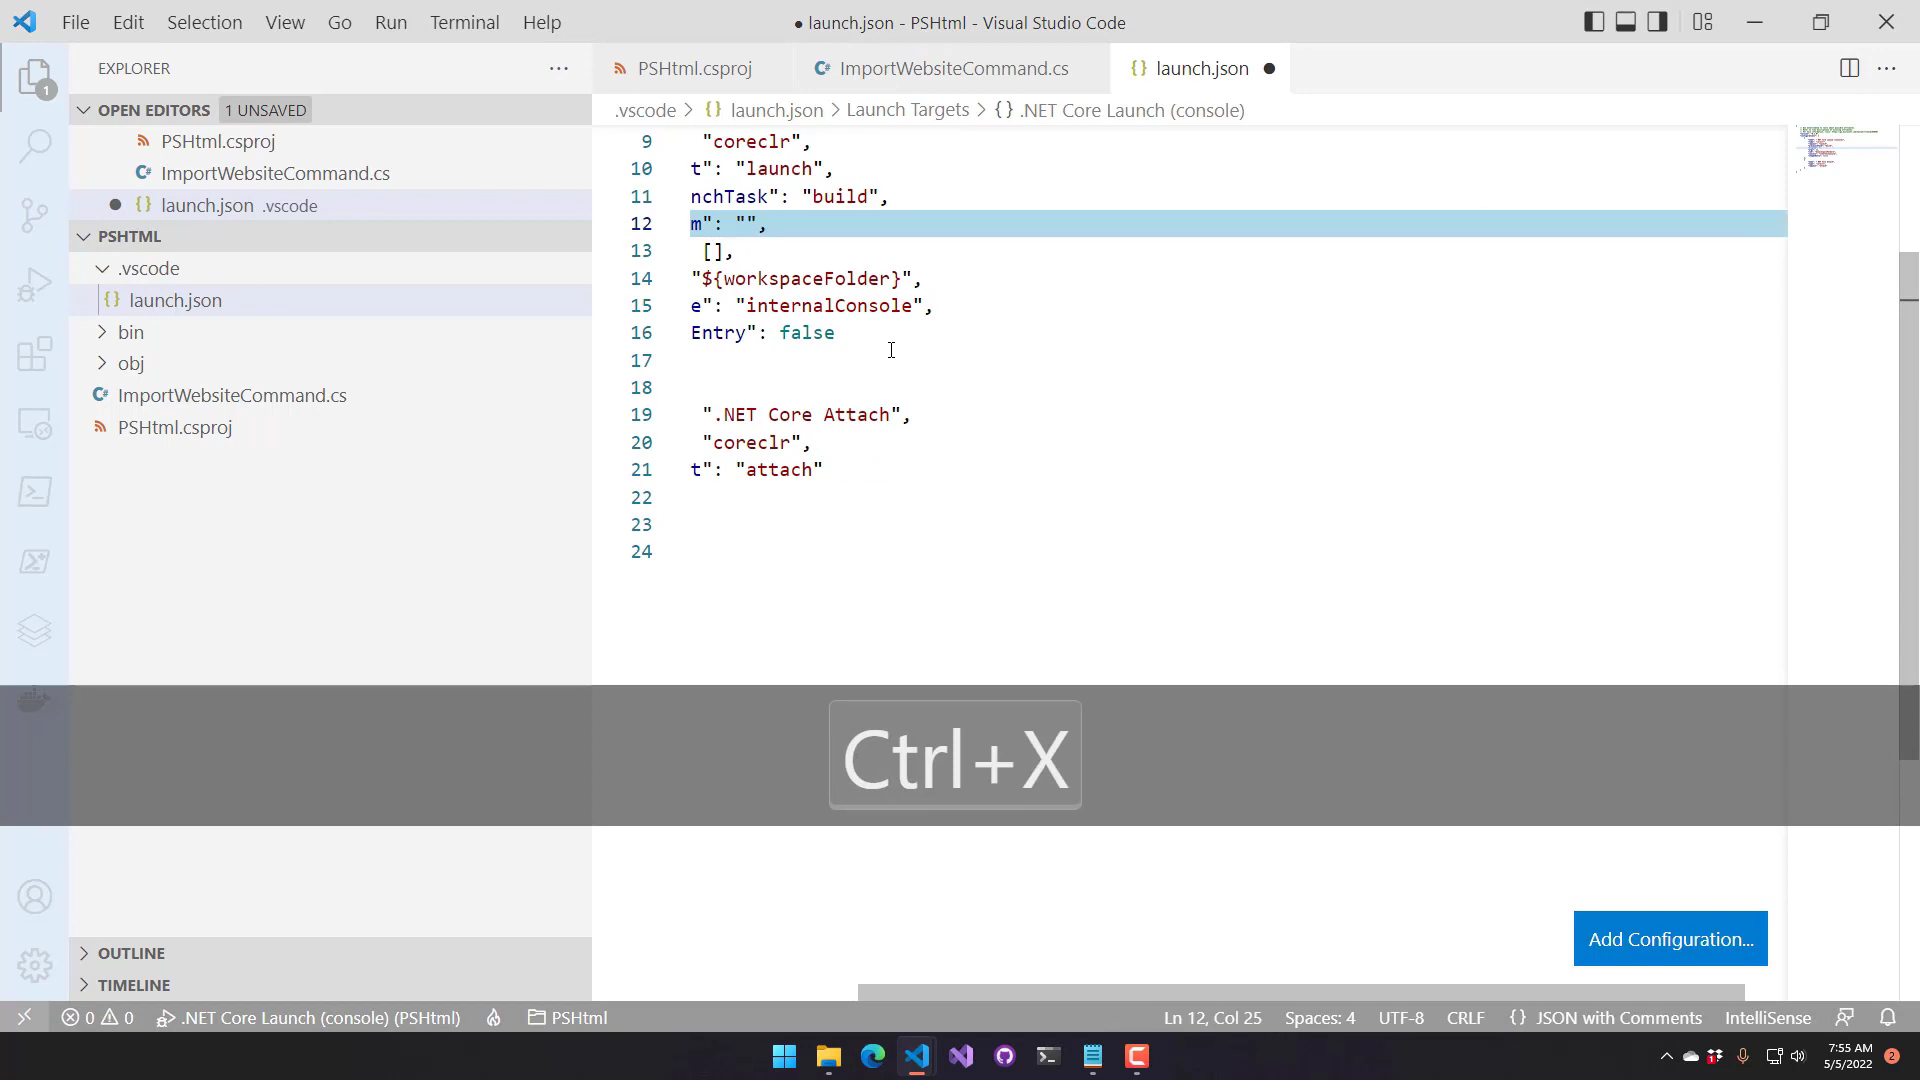 File Edit Selection View Go Run Terminal Help
● launch.json - PSHtml - Visual Studio Code
EXPLORER
PSHtml.csproj
ImportWebsiteCommand.cs
launch.json
OPEN EDITORS 1 UNSAVED
PSHtml.csproj
ImportWebsiteCommand.cs
launch.json .vscode
PSHTML
.vscode
launch.json
bin
obj
ImportWebsiteCommand.cs
PSHtml.csproj
OUTLINE
TIMELINE
1
.vscode > {} launch.json > Launch Targets > {} .NET Core Launch (console)
9 "coreclr",
10 t": "launch",
11 nchTask": "build",
12 m": "",
13 [],
14 "${workspaceFolder}",
15 e": "internalConsole",
16 Entry": false
17
18
19 ".NET Core Attach",
20 "coreclr",
21 t": "attach"
22
23
24
Ctrl+X
Add Configuration...
0 0 .NET Core Launch (console) (PSHtml) PSHtml
Ln 12, Col 25 Spaces: 4 UTF-8 CRLF {} JSON with Comments IntelliSense
7:55 AM
5/5/2022
2